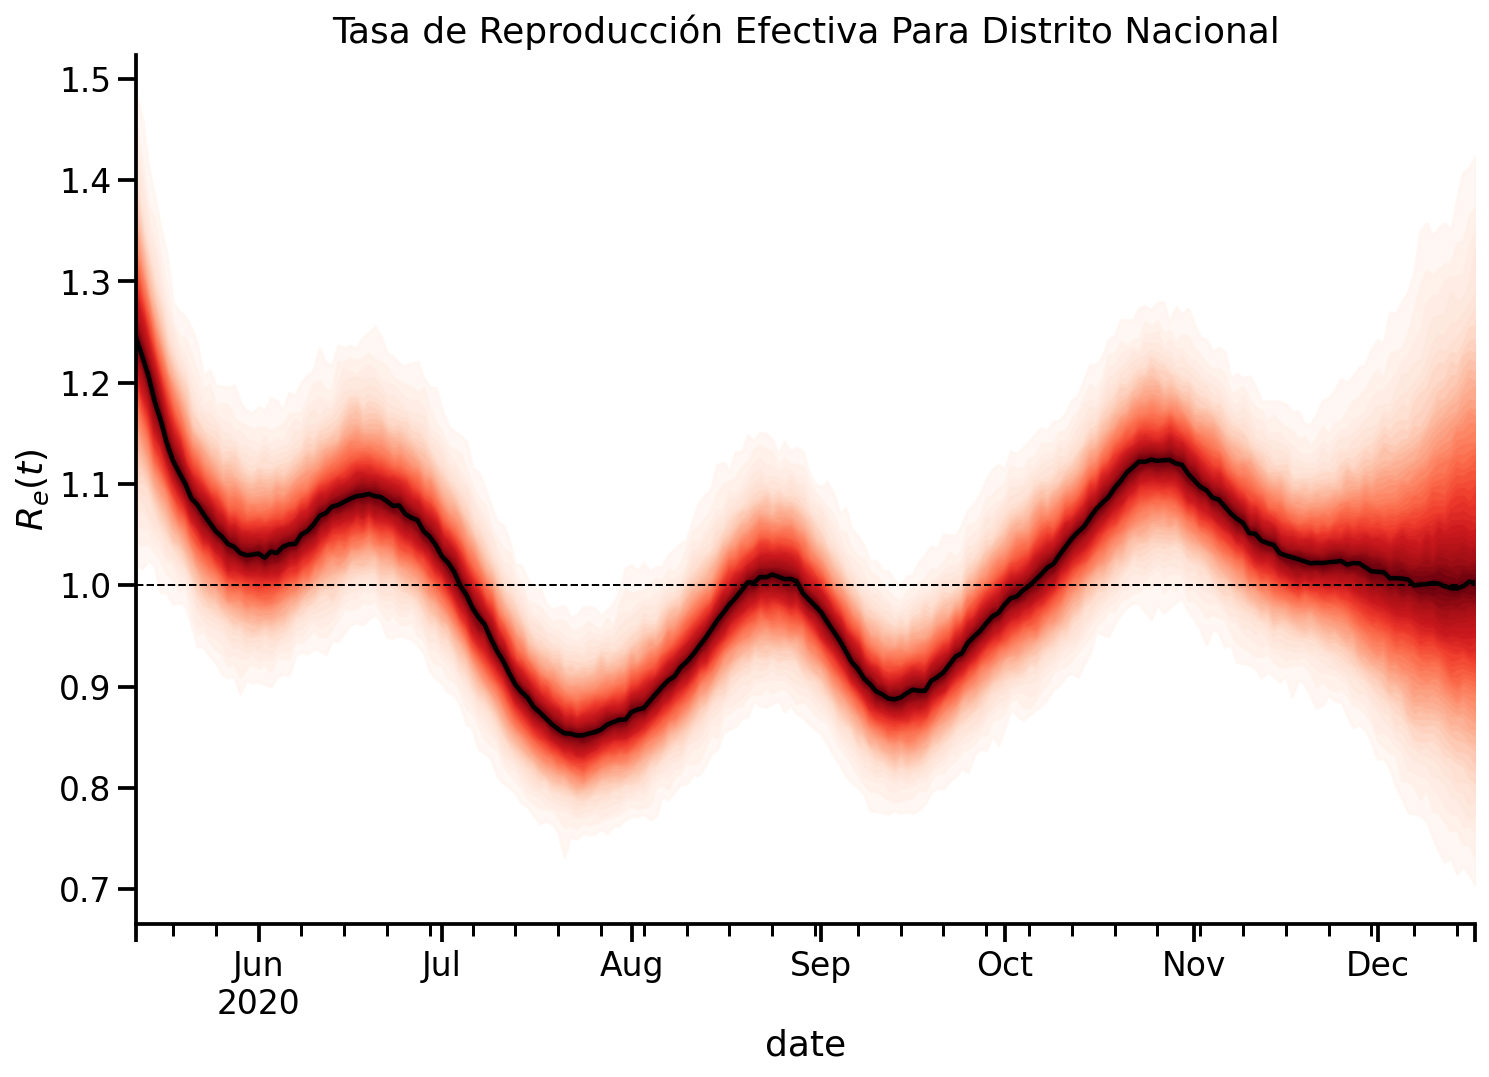 Tasa de Reproducción Efectiva Para Distrito Nacional
1.5
1.4
1.3
1.2
1.1
1.0
0.9
0.8
0.7
R_e(t)
Jun Jul Aug Sep Oct Nov Dec
2020
date